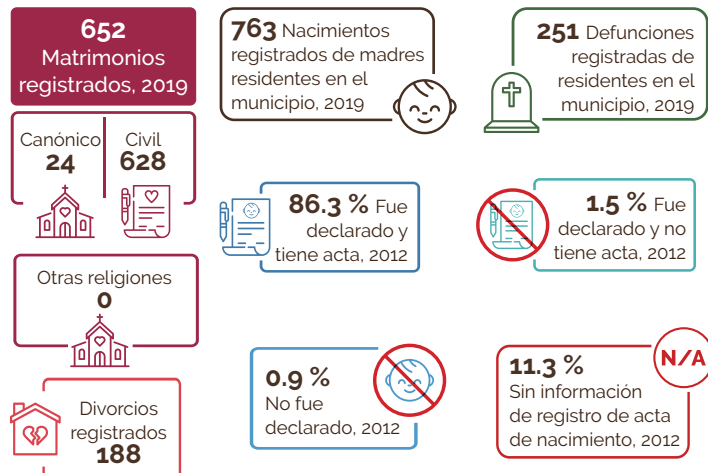 652
Matrimonios
registrados, 2019
Canónico
24
Civil
628
Otras religiones
0
Divorcios
registrados
188
763 Nacimientos
registrados de madres
residentes en el
municipio, 2019
251 Defunciones
registradas de
residentes en el
municipio, 2019
86.3 % Fue
declarado y
tiene acta, 2012
1.5 % Fue
declarado y no
tiene acta, 2012
0.9 %
No fue
declarado, 2012
N/A
11.3 %
Sin información
de registro de acta
de nacimiento, 2012